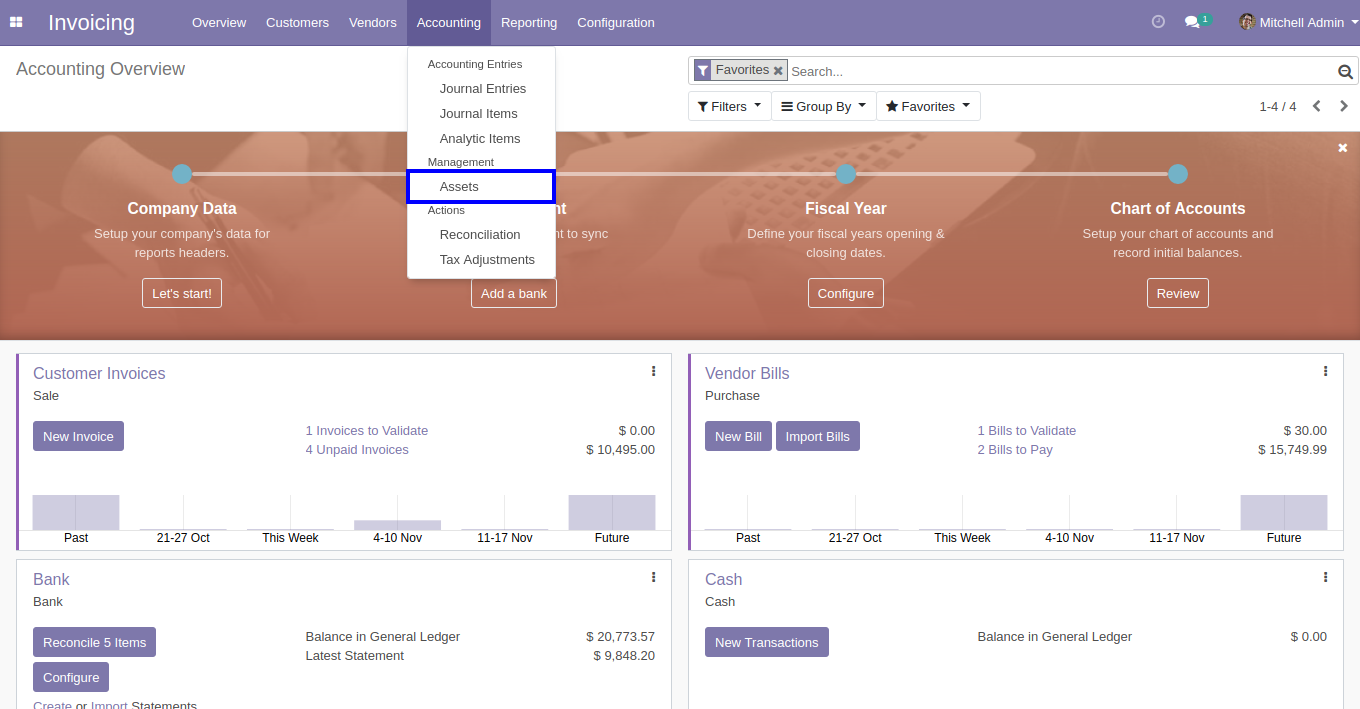 Invoicing
Overview Customers Vendors Accounting Reporting Configuration
1 Mitchell Admin
Accounting Overview
Favorites Search...
Filters Group By Favorites
1-4 / 4
Accounting Entries
Journal Entries
Journal Items
Analytic Items
Management
Assets
Actions
Reconciliation
Tax Adjustments
Company Data
Setup your company's data for
reports headers.
Let's start!
nt
nt to sync
Add a bank
Fiscal Year
Define your fiscal years opening &
closing dates.
Configure
Chart of Accounts
Setup your chart of accounts and
record initial balances.
Review
Customer Invoices
Sale
New Invoice
1 Invoices to Validate $ 0.00
4 Unpaid Invoices $ 10,495.00
Past 21-27 Oct This Week 4-10 Nov 11-17 Nov Future
Vendor Bills
Purchase
New Bill Import Bills
1 Bills to Validate $ 30.00
2 Bills to Pay $ 15,749.99
Past 21-27 Oct This Week 4-10 Nov 11-17 Nov Future
Bank
Bank
Reconcile 5 Items
Configure
Create or Import Statements
Balance in General Ledger $ 20,773.57
Latest Statement $ 9,848.20
Cash
Cash
New Transactions
Balance in General Ledger $ 0.00